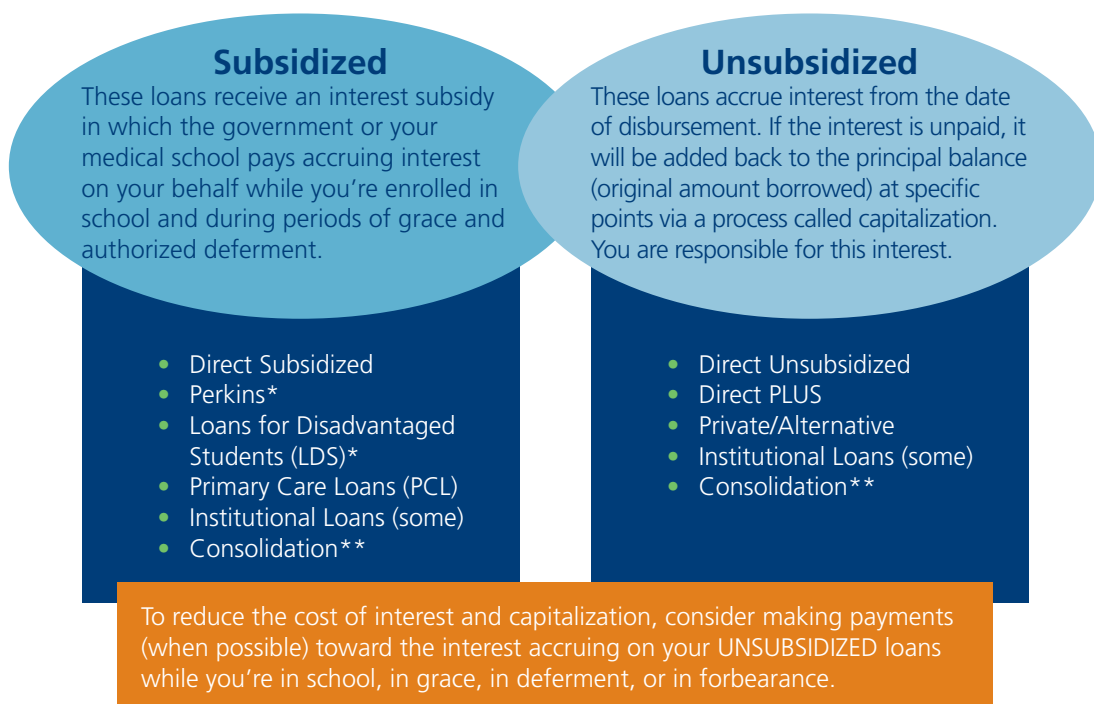 Subsidized
These loans receive an interest subsidy
in which the government or your
medical school pays accruing interest
on your behalf while you’re enrolled in
school and during periods of grace and
authorized deferment.
• Direct Subsidized
• Perkins*
• Loans for Disadvantaged
Students (LDS)*
• Primary Care Loans (PCL)
• Institutional Loans (some)
• Consolidation**
Unsubsidized
These loans accrue interest from the date
of disbursement. If the interest is unpaid, it
will be added back to the principal balance
(original amount borrowed) at specific
points via a process called capitalization.
You are responsible for this interest.
• Direct Unsubsidized
• Direct PLUS
• Private/Alternative
• Institutional Loans (some)
• Consolidation**
To reduce the cost of interest and capitalization, consider making payments
(when possible) toward the interest accruing on your UNSUBSIDIZED loans
while you’re in school, in grace, in deferment, or in forbearance.